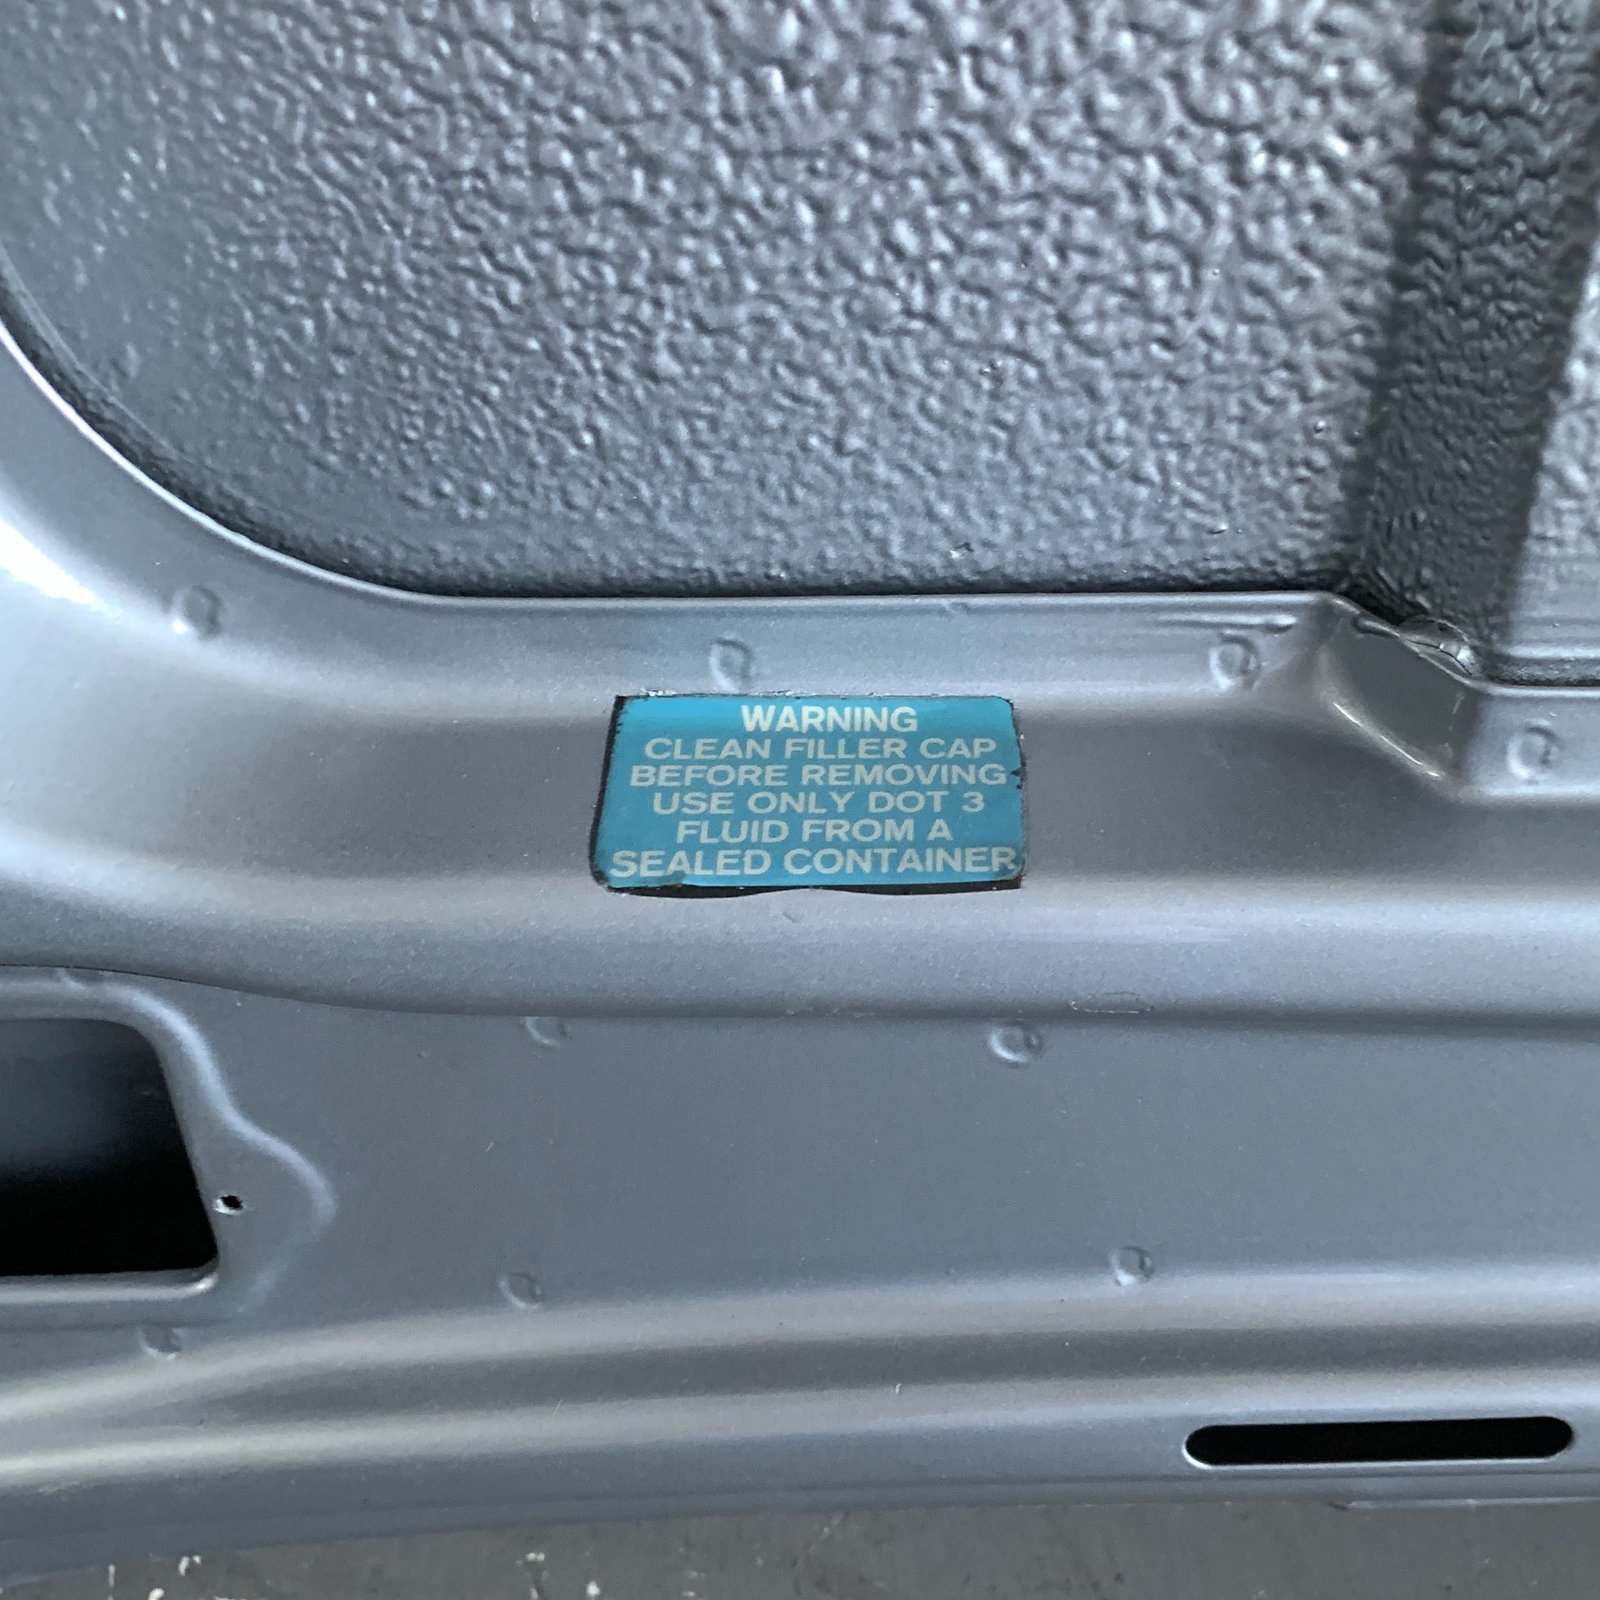 WARNING
CLEAN FILLER CAP
BEFORE REMOVING
USE ONLY DOT 3
FLUID FROM A
SEALED CONTAINER